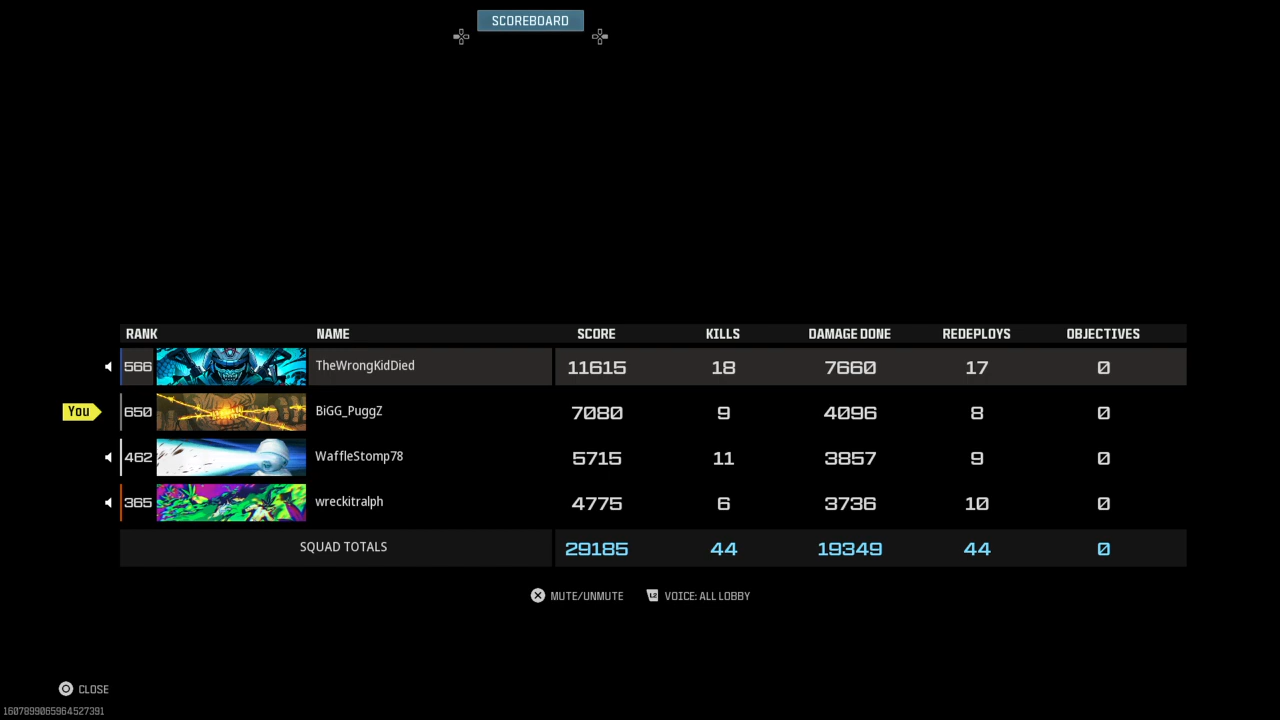 SCOREBOARD
RANK NAME SCORE KILLS DAMAGE DONE REDEPLOYS OBJECTIVES
566 TheWrongKidDied 11615 18 7660 17 0
You 650 BiGG_PuggZ 7080 9 4096 8 0
462 WaffleStomp78 5715 11 3857 9 0
365 wreckitralph 4775 6 3736 10 0
SQUAD TOTALS 29185 44 19349 44 0
MUTE/UNMUTE L2 VOICE: ALL LOBBY
CLOSE
1607899065964527391